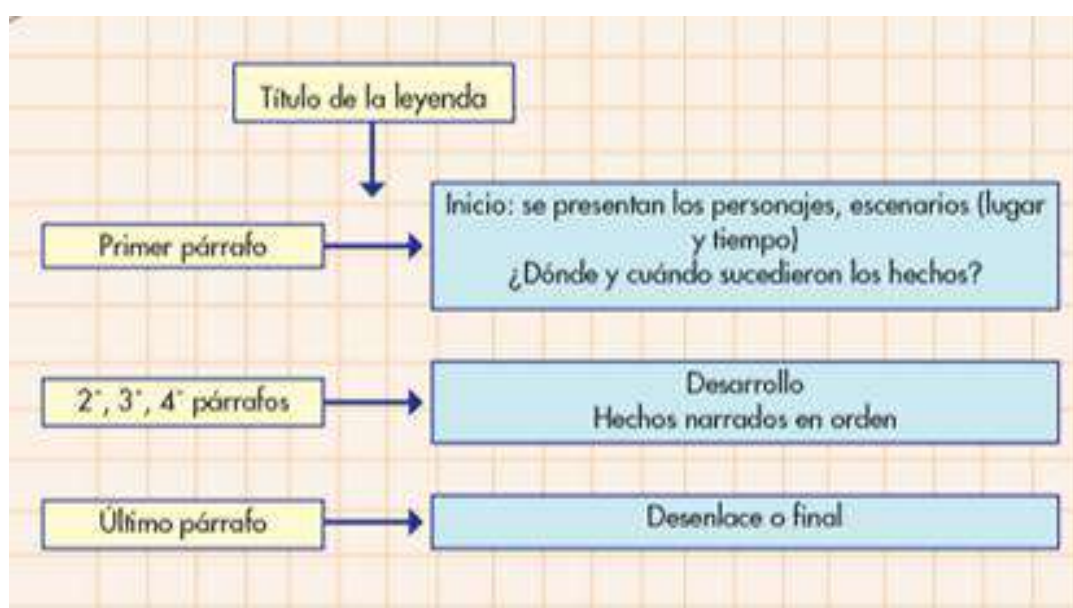 Título de la leyenda
Primer párrafo
Inicio: se presentan los personajes, escenarios (lugar
y tiempo)
¿Dónde y cuándo sucedieron los hechos?
2°, 3°, 4° párrafos
Desarrollo
Hechos narrados en orden
Último párrafo
Desenlace o final